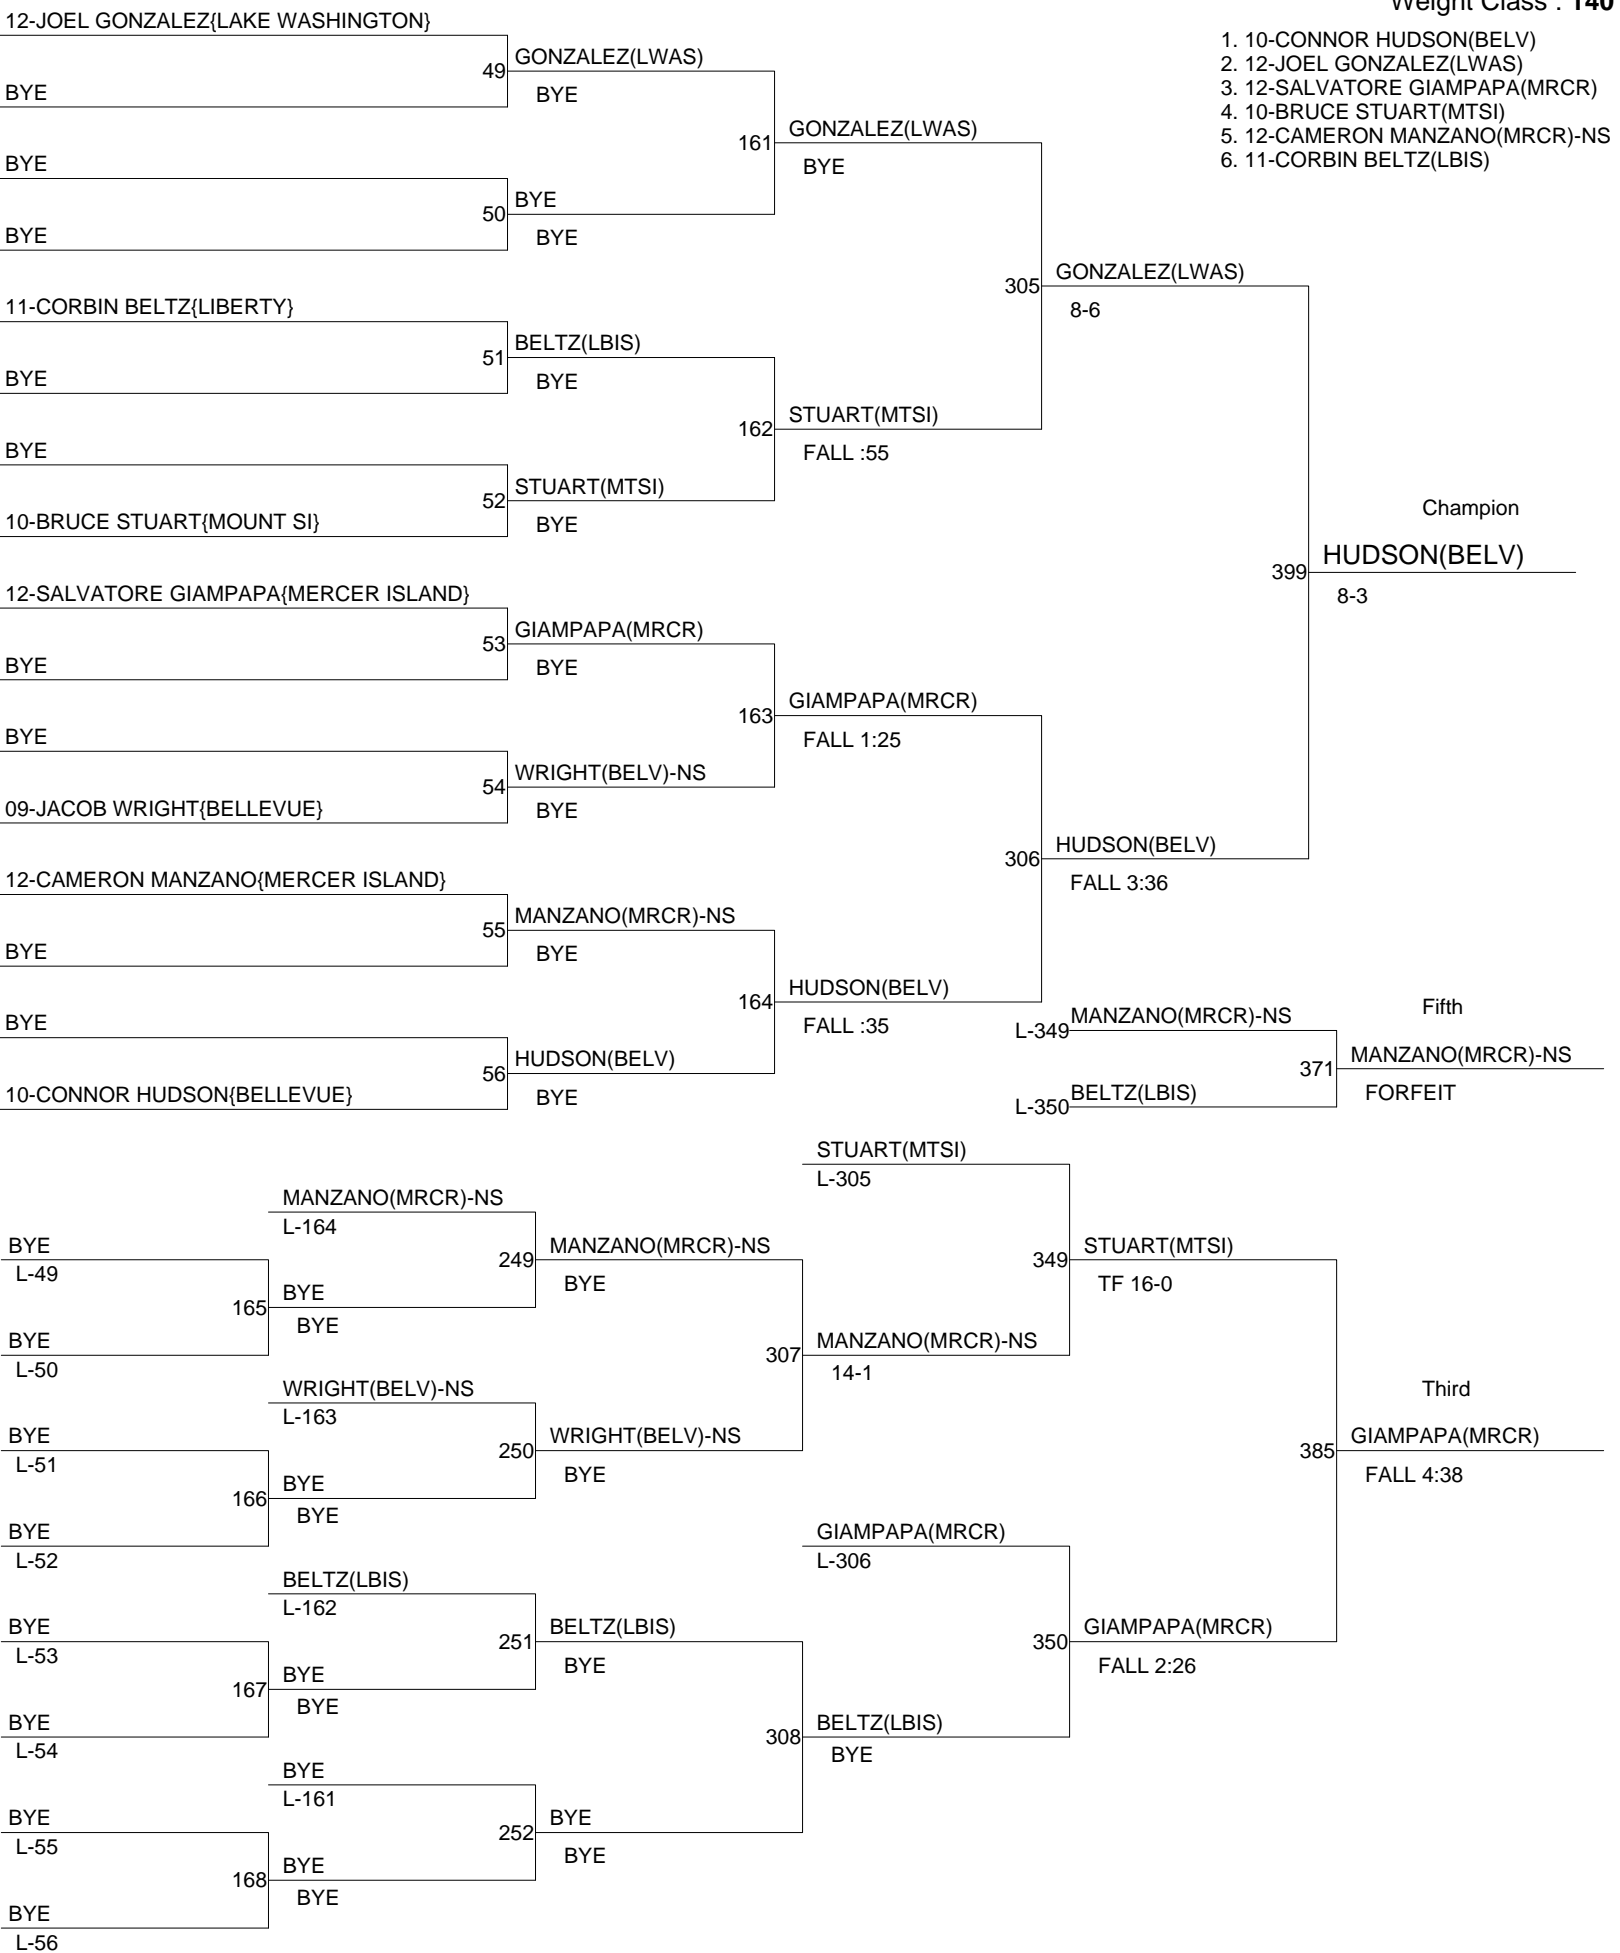 Weight Class : 140
1. 10-CONNOR HUDSON(BELV)
2. 12-JOEL GONZALEZ(LWAS)
3. 12-SALVATORE GIAMPAPA(MRCR)
4. 10-BRUCE STUART(MTSI)
5. 12-CAMERON MANZANO(MRCR)-NS
6. 11-CORBIN BELTZ(LBIS)
12-JOEL GONZALEZ{LAKE WASHINGTON}
49
GONZALEZ(LWAS)
BYE
BYE
161
GONZALEZ(LWAS)
BYE
BYE
50
BYE
BYE
BYE
305
GONZALEZ(LWAS)
8-6
11-CORBIN BELTZ{LIBERTY}
51
BELTZ(LBIS)
BYE
BYE
162
STUART(MTSI)
FALL :55
BYE
52
STUART(MTSI)
BYE
10-BRUCE STUART{MOUNT SI}
Champion
399
HUDSON(BELV)
8-3
12-SALVATORE GIAMPAPA{MERCER ISLAND}
53
GIAMPAPA(MRCR)
BYE
BYE
163
GIAMPAPA(MRCR)
FALL 1:25
BYE
54
WRIGHT(BELV)-NS
BYE
09-JACOB WRIGHT{BELLEVUE}
306
HUDSON(BELV)
FALL 3:36
12-CAMERON MANZANO{MERCER ISLAND}
55
MANZANO(MRCR)-NS
BYE
BYE
164
HUDSON(BELV)
FALL :35
BYE
56
HUDSON(BELV)
BYE
10-CONNOR HUDSON{BELLEVUE}
Fifth
L-349
MANZANO(MRCR)-NS
371
MANZANO(MRCR)-NS
FORFEIT
L-350
BELTZ(LBIS)
STUART(MTSI)
L-305
MANZANO(MRCR)-NS
L-164
BYE
L-49
249
MANZANO(MRCR)-NS
BYE
349
STUART(MTSI)
TF 16-0
165
BYE
BYE
BYE
L-50
307
MANZANO(MRCR)-NS
14-1
WRIGHT(BELV)-NS
L-163
Third
BYE
L-51
250
WRIGHT(BELV)-NS
BYE
385
GIAMPAPA(MRCR)
FALL 4:38
166
BYE
BYE
BYE
L-52
GIAMPAPA(MRCR)
L-306
BELTZ(LBIS)
L-162
BYE
L-53
251
BELTZ(LBIS)
BYE
350
GIAMPAPA(MRCR)
FALL 2:26
167
BYE
BYE
BYE
L-54
308
BELTZ(LBIS)
BYE
BYE
L-161
BYE
L-55
252
BYE
BYE
168
BYE
BYE
BYE
L-56